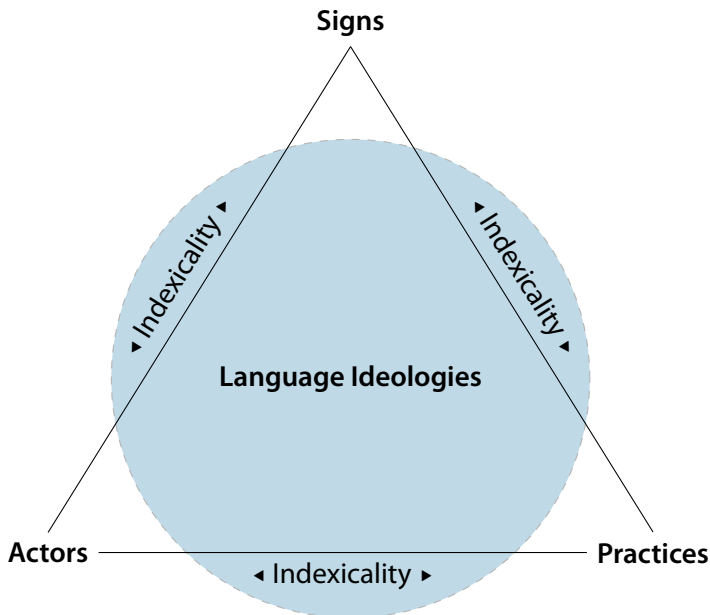 Signs
Indexicality
Indexicality
Language Ideologies
Actors
Practices
Indexicality